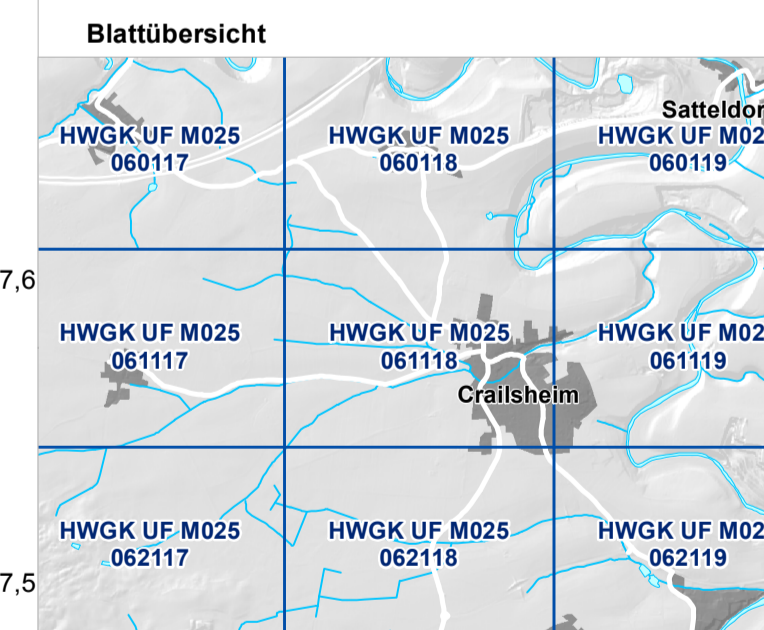 Blattübersicht
Satteldor
HWGK UF M025
060117
HWGK UF M025
060118
HWGK UF M02
060119
7,6
HWGK UF M025
061117
HWGK UF M025
061118
HWGK UF M02
061119
Crailsheim
HWGK UF M025
062117
HWGK UF M025
062118
HWGK UF M02
062119
7,5